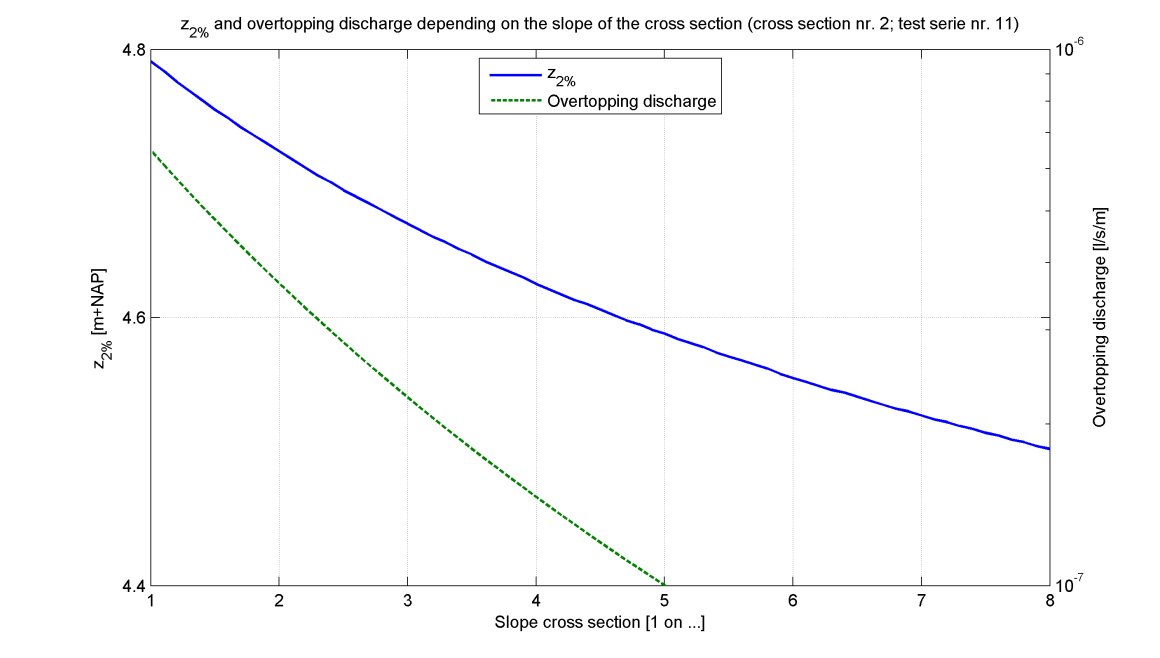 z2% and overtopping discharge depending on the slope of the cross section (cross section nr. 2; test serie nr. 11)
z2%
Overtopping discharge
4.8
4.6
4.4
z2% [m+NAP]
10-6
10-7
Overtopping discharge [l/s/m]
1 2 3 4 5 6 7 8
Slope cross section [1 on ...]